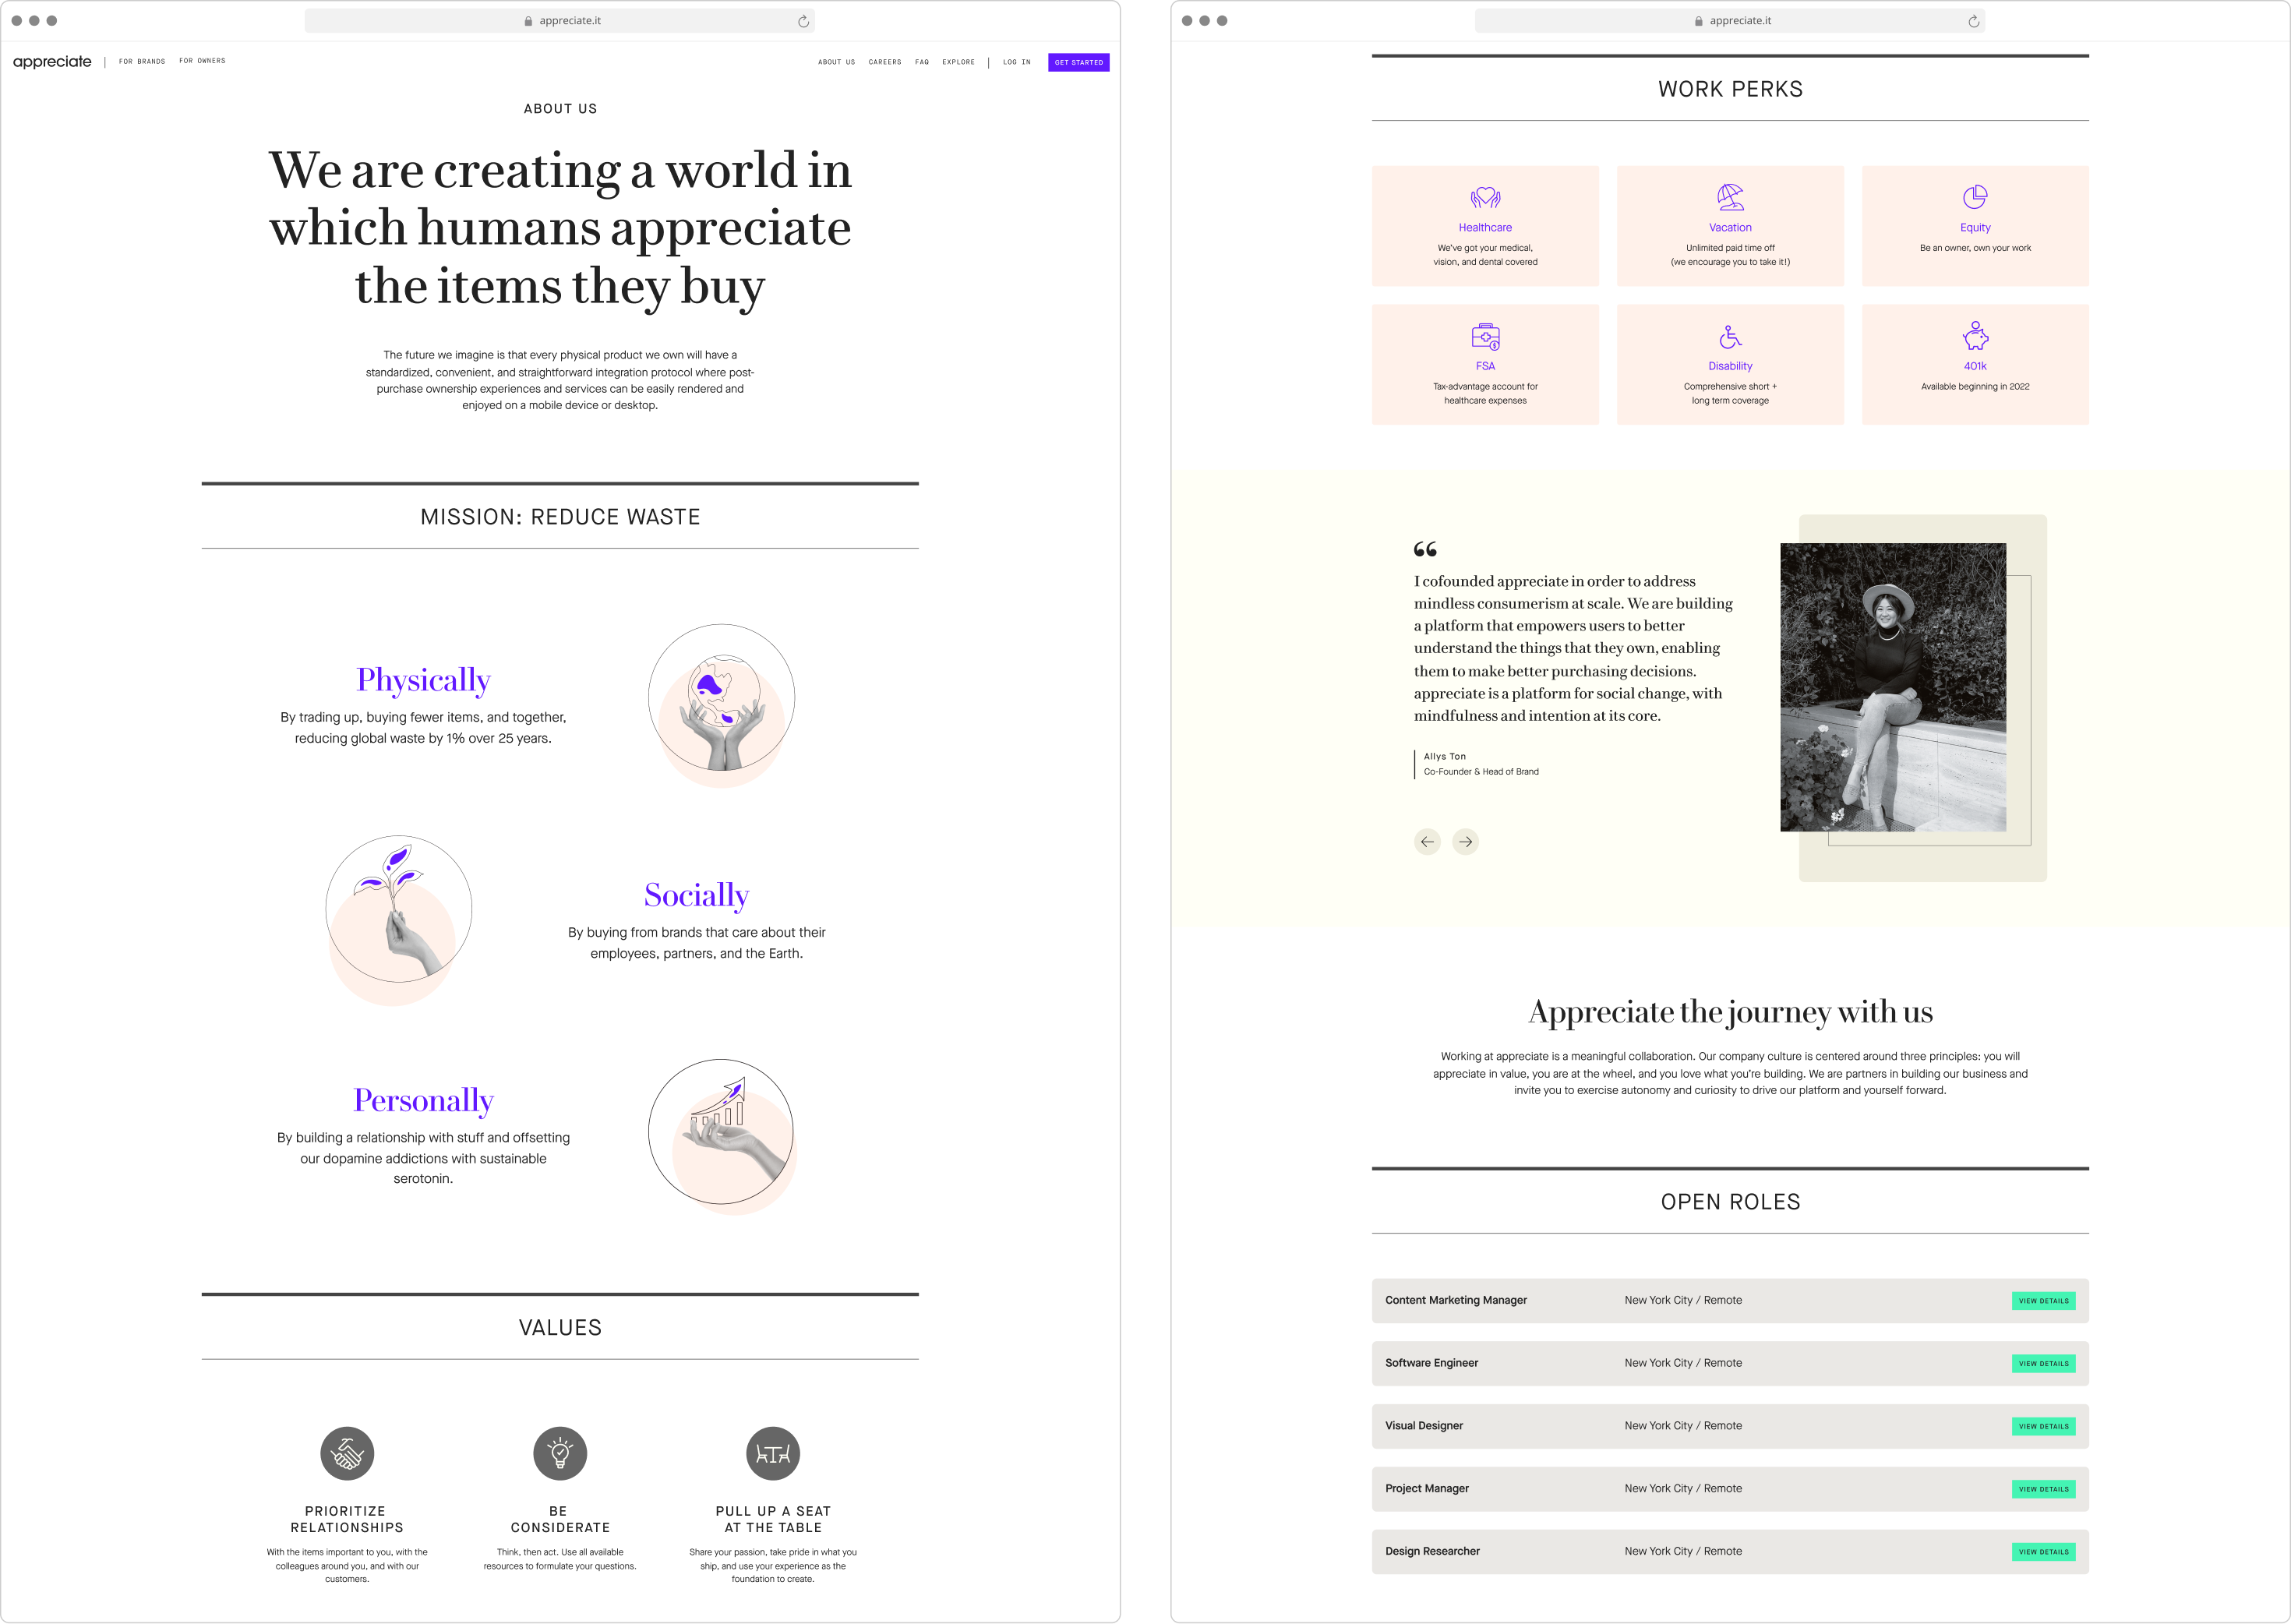 appreciate.it
appreciate
FOR BRANDS
FOR OWNERS
ABOUT US
CAREERS
FAQ
EXPLORE
LOG IN
GET STARTED
ABOUT US
We are creating a world in
which humans appreciate
the items they buy
The future we imagine is that every physical product we own will have a
standardized, convenient, and straightforward integration protocol where post-
purchase ownership experiences and services can be easily rendered and
enjoyed on a mobile device or desktop.
MISSION: REDUCE WASTE
Physically
By trading up, buying fewer items, and together,
reducing global waste by 1% over 25 years.
Socially
By buying from brands that care about their
employees, partners, and the Earth.
Personally
By building a relationship with stuff and offsetting
our dopamine addictions with sustainable
serotonin.
VALUES
PRIORITIZE
RELATIONSHIPS
With the items important to you, with the
colleagues around you, and with our
customers.
BE
CONSIDERATE
Think, then act. Use all available
resources to formulate your questions.
PULL UP A SEAT
AT THE TABLE
Share your passion, take pride in what you
ship, and use your experience as the
foundation to create.
appreciate.it
WORK PERKS
Healthcare
We've got your medical,
vision, and dental covered
Vacation
Unlimited paid time off
(we encourage you to take it!)
Equity
Be an owner, own your work
FSA
Tax-advantage account for
healthcare expenses
Disability
Comprehensive short +
long term coverage
401k
Available beginning in 2022
“
I cofounded appreciate in order to address
mindless consumerism at scale. We are building
a platform that empowers users to better
understand the things that they own, enabling
them to make better purchasing decisions.
appreciate is a platform for social change, with
mindfulness and intention at its core.
Allys Ton
Co-Founder & Head of Brand
Appreciate the journey with us
Working at appreciate is a meaningful collaboration. Our company culture is centered around three principles: you will
appreciate in value, you are at the wheel, and you love what you're building. We are partners in building our business and
invite you to exercise autonomy and curiosity to drive our platform and yourself forward.
OPEN ROLES
Content Marketing Manager New York City / Remote VIEW DETAILS
Software Engineer New York City / Remote VIEW DETAILS
Visual Designer New York City / Remote VIEW DETAILS
Project Manager New York City / Remote VIEW DETAILS
Design Researcher New York City / Remote VIEW DETAILS